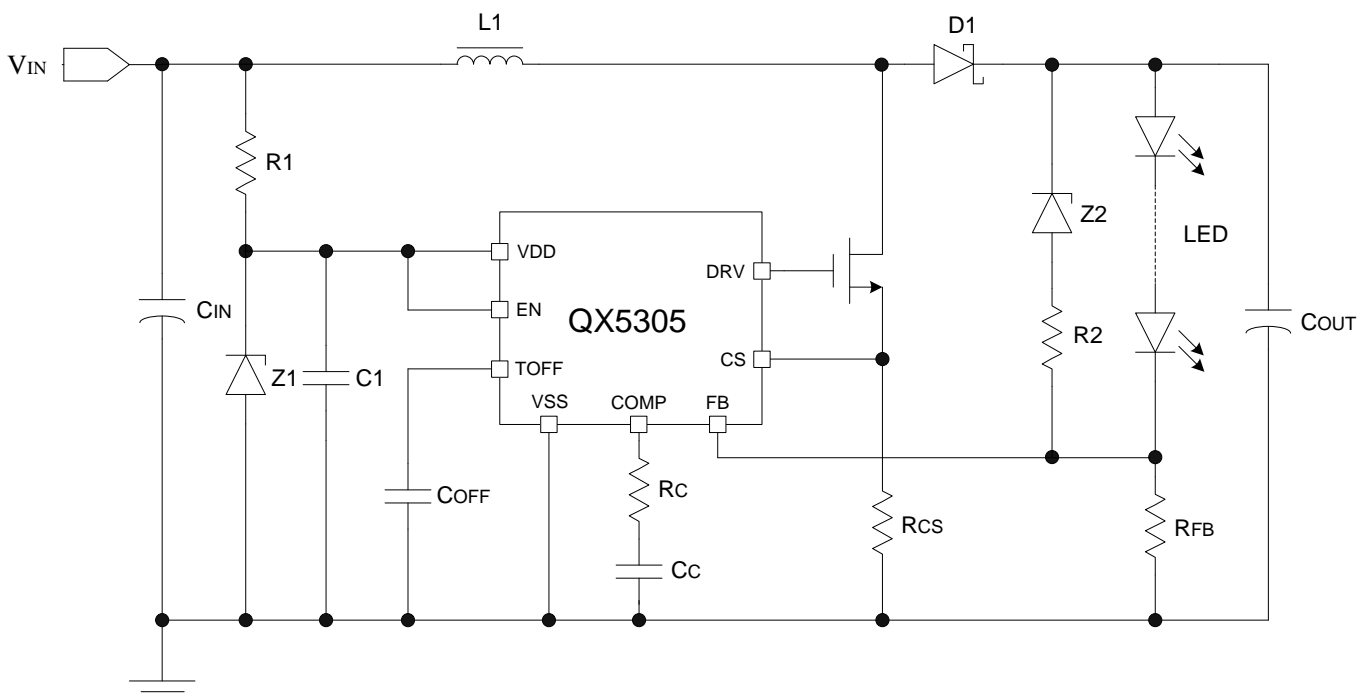 L1
D1
VIN
R1
Z2
LED
VDD
DRV
EN
QX5305
CIN
COUT
R2
TOFF
CS
Z1
C1
VSS
COMP
FB
COFF
RC
RCS
RFB
CC